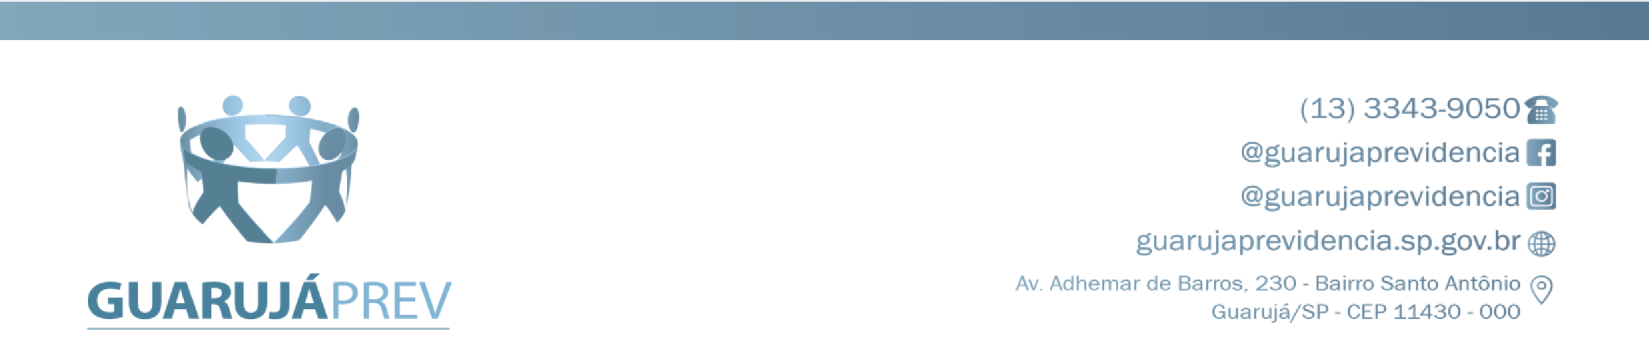 GUARUJÁPREV
(13) 3343-9050
@guarujaprevidencia
@guarujaprevidencia
guarujaprevidencia.sp.gov.br
Av. Adhemar de Barros, 230 - Bairro Santo Antônio
Guarujá/SP - CEP 11430 - 000